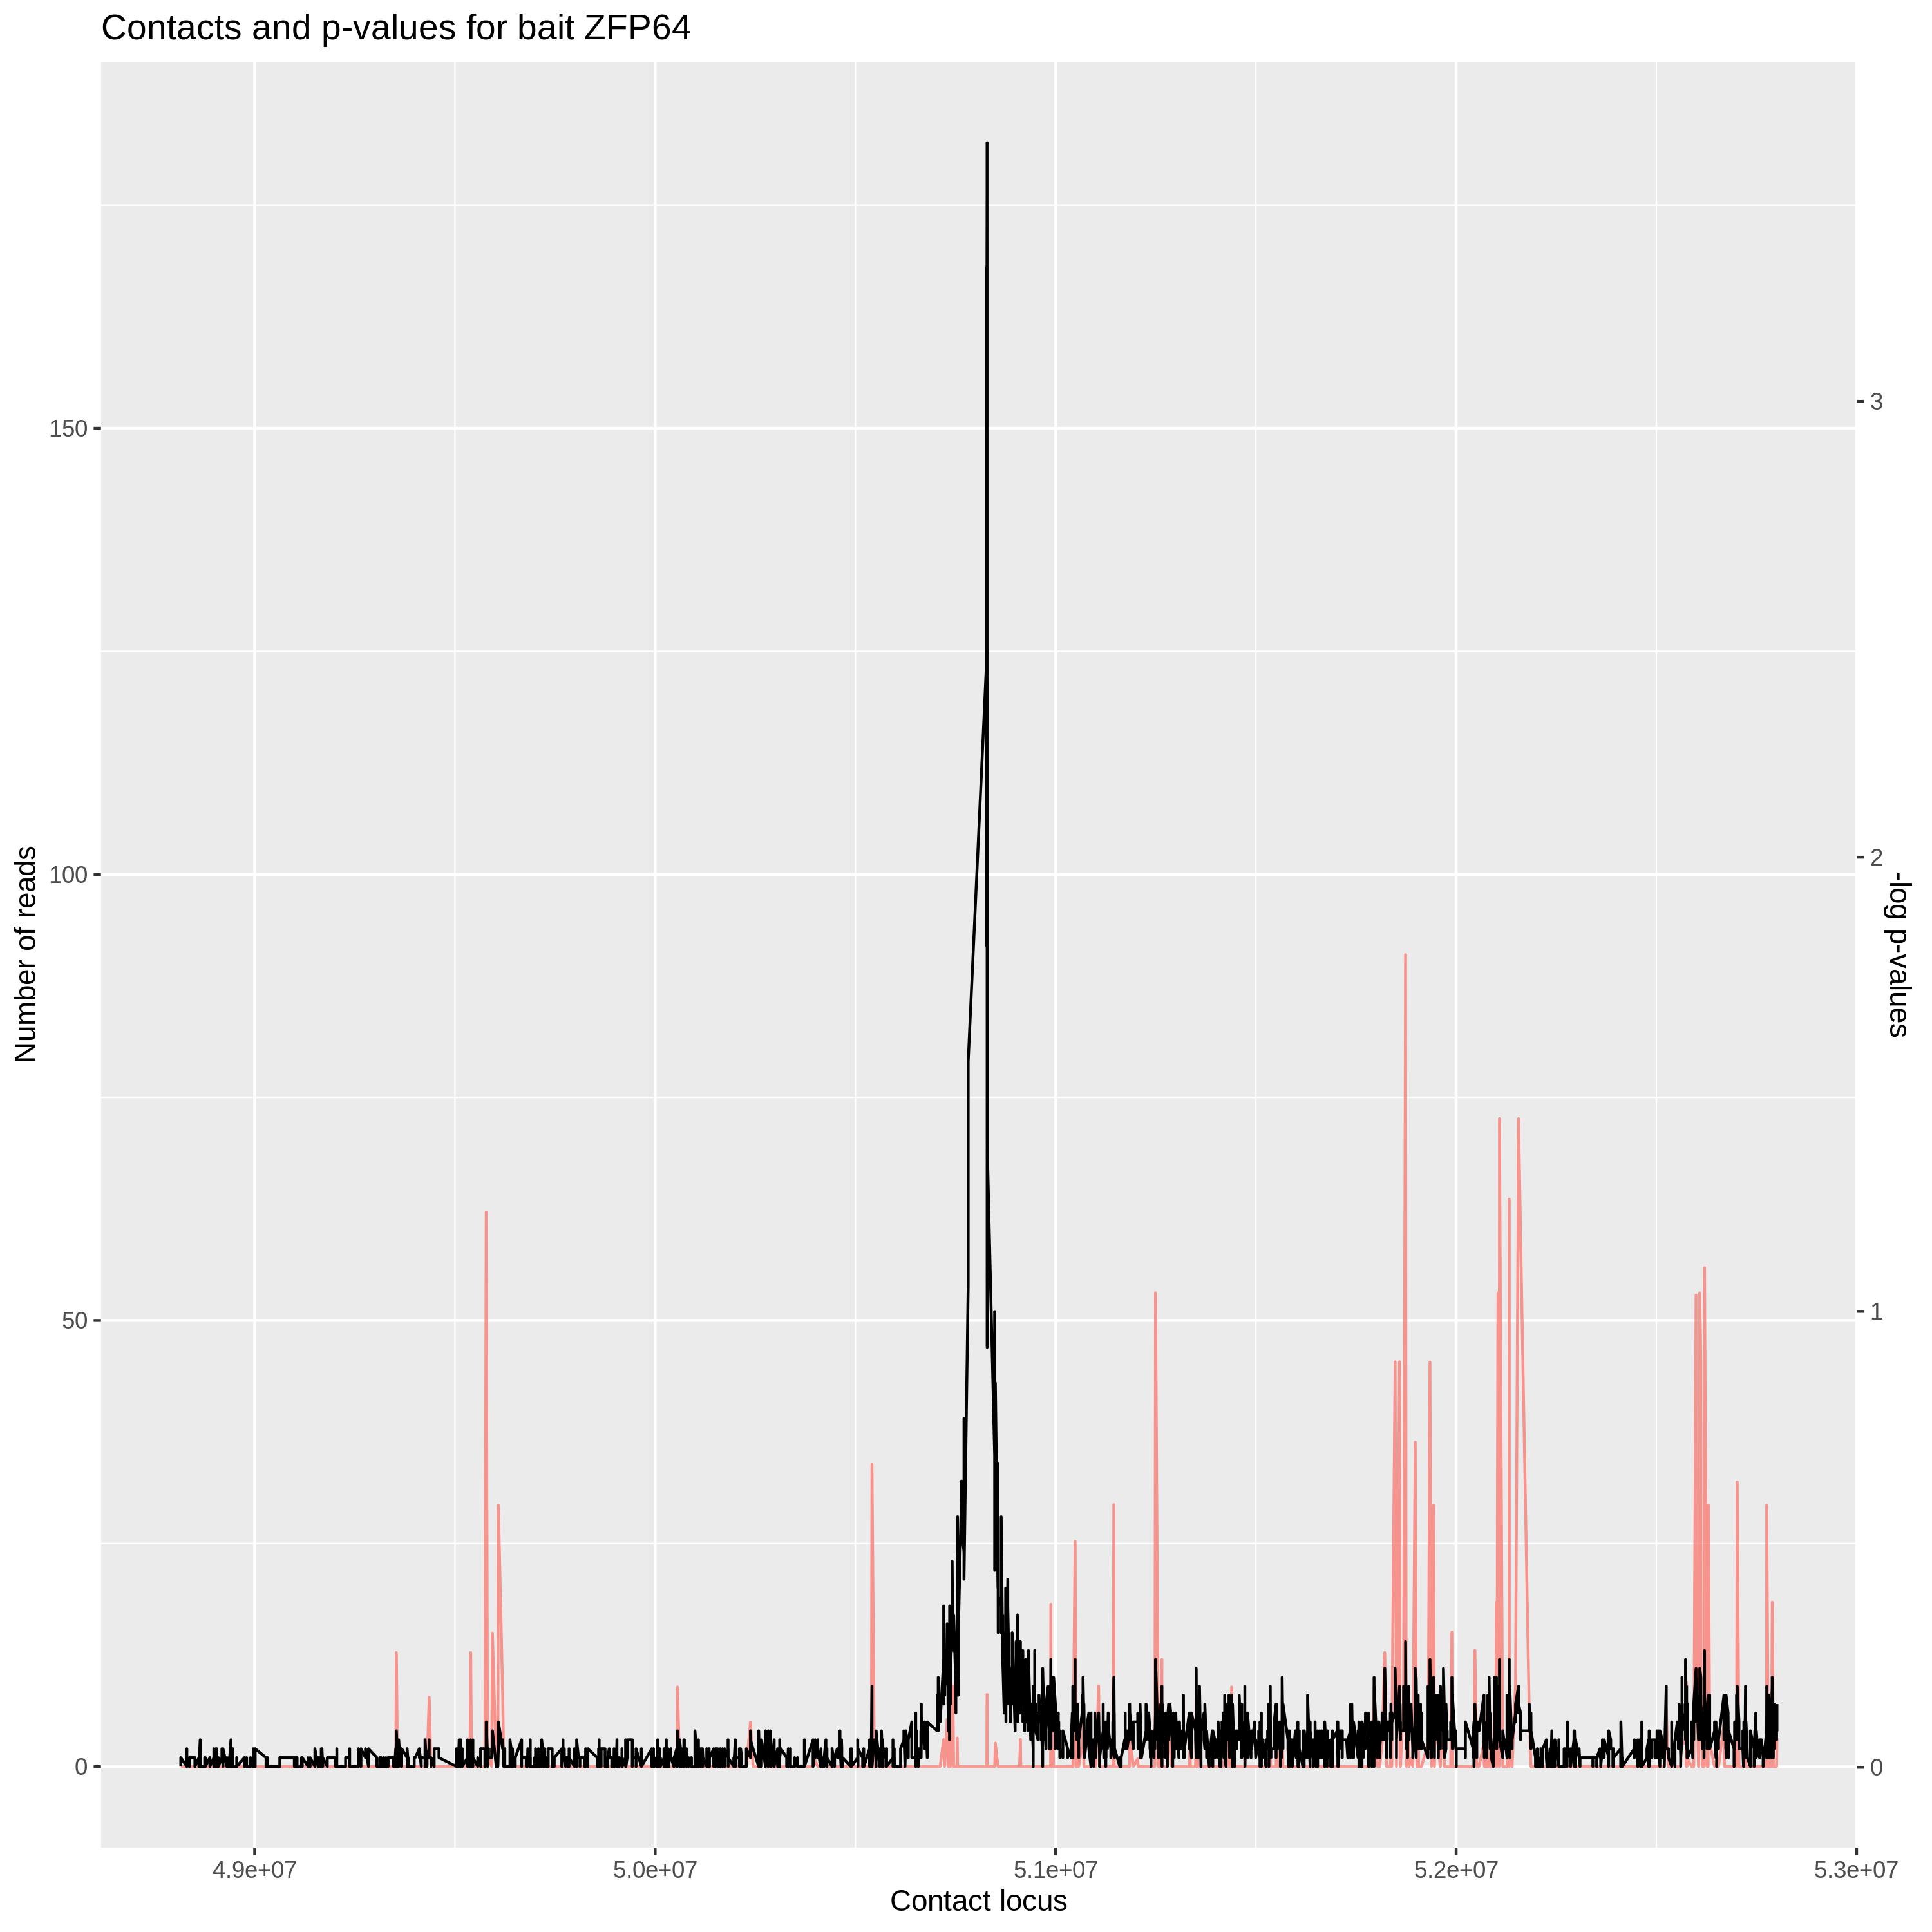 Contacts and p-values for bait ZFP64
Number of reads
150
100
50
0
3
2
1
0
-log p-values
4.9e+07
5.0e+07
5.1e+07
5.2e+07
5.3e+07
Contact locus